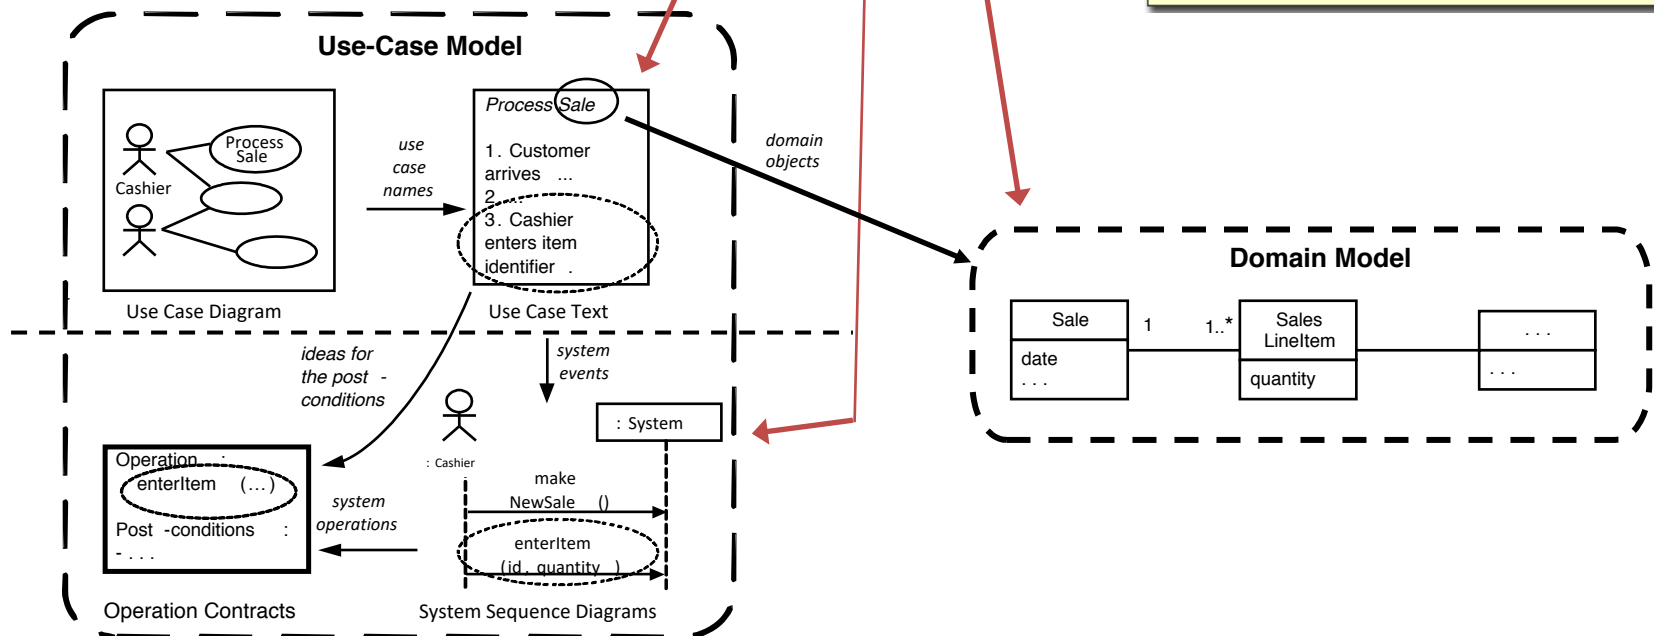 Use-Case Model
Process Sale
Process
Sale
Cashier
use
case
names
1. Customer
arrives ...
2. ...
3. Cashier
enters item
identifier .
Use Case Diagram
Use Case Text
domain
objects
Domain Model
Sale
date
. . .
1
1..*
Sales
LineItem
quantity
. . .
. . .
ideas for
the post -
conditions
system
events
: Cashier
: System
Operation :
enterItem (...)
Post -conditions :
- . . .
system
operations
make
NewSale ()
enterItem
(id, quantity )
Operation Contracts
System Sequence Diagrams